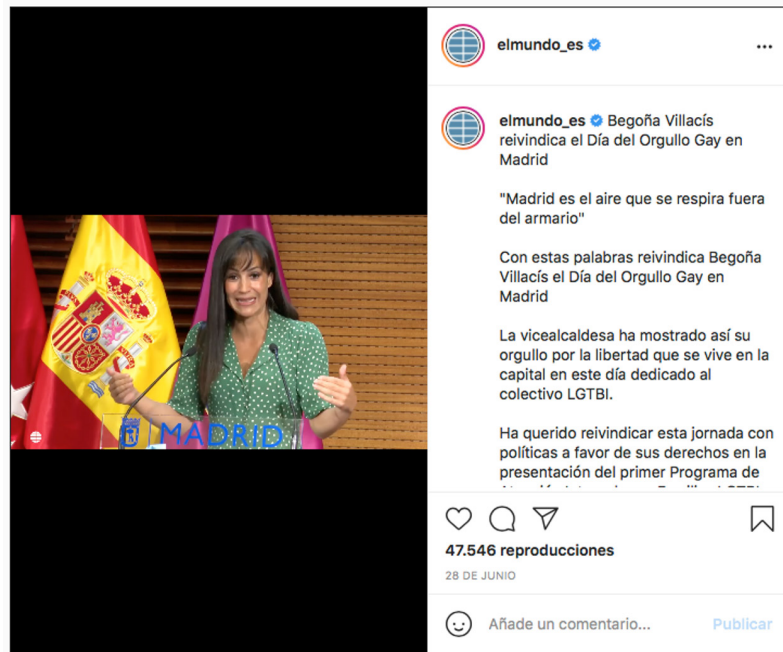 elmundo_es
elmundo_es Begoña Villacís
reivindica el Día del Orgullo Gay en
Madrid
"Madrid es el aire que se respira fuera
del armario"
Con estas palabras reivindica Begoña
Villacís el Día del Orgullo Gay en
Madrid
La vicealcaldesa ha mostrado así su
orgullo por la libertad que se vive en la
capital en este día dedicado al
colectivo LGTBI.
Ha querido reivindicar esta jornada con
políticas a favor de sus derechos en la
presentación del primer Programa de
MADRID
47.546 reproducciones
28 DE JUNIO
Añade un comentario...
Publicar